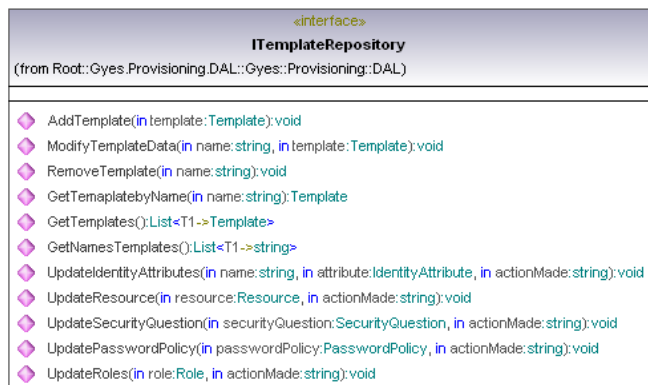 «interface»
ITemplateRepository
(from Root::Gyes.Provisioning.DAL::Gyes::Provisioning::DAL)
AddTemplate(in template:Template):void
ModifyTemplateData(in name:string, in template:Template):void
RemoveTemplate(in name:string):void
GetTemaplatebyName(in name:string):Template
GetTemplates():List<T1->Template>
GetNamesTemplates():List<T1->string>
UpdateIdentityAttributes(in name:string, in attribute:IdentityAttribute, in actionMade:string):void
UpdateResource(in resource:Resource, in actionMade:string):void
UpdateSecurityQuestion(in securityQuestion:SecurityQuestion, in actionMade:string):void
UpdatePasswordPolicy(in passwordPolicy:PasswordPolicy, in actionMade:string):void
UpdateRoles(in role:Role, in actionMade:string):void